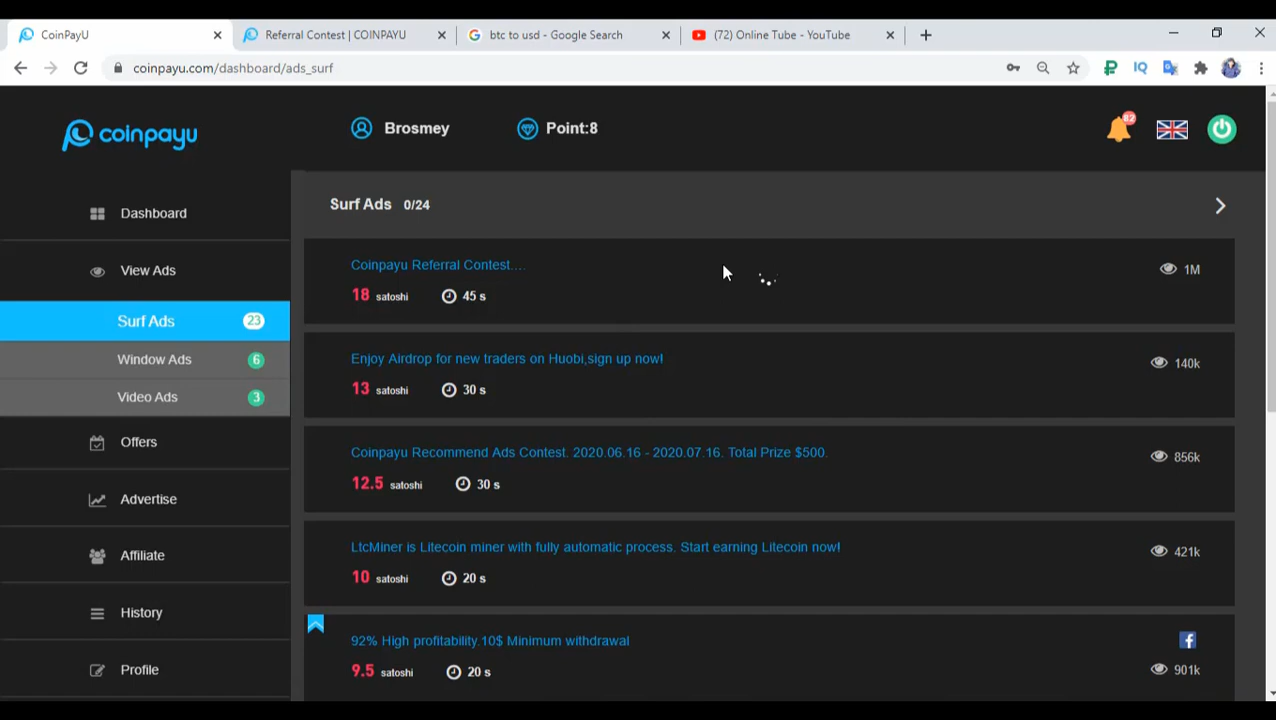 CoinPayU
Referral Contest | COINPAYU
btc to usd - Google Search
(72) Online Tube - YouTube
coinpayu.com/dashboard/ads_surf
IQ
coinpayu
Brosmey
Point:8
82
Dashboard
View Ads
Surf Ads 23
Window Ads 6
Video Ads 3
Offers
Advertise
Affiliate
History
Profile
Surf Ads 0/24
Coinpayu Referral Contest....
18 satoshi 45 s
1M
Enjoy Airdrop for new traders on Huobi,sign up now!
13 satoshi 30 s
140k
Coinpayu Recommend Ads Contest. 2020.06.16 - 2020.07.16. Total Prize $500.
12.5 satoshi 30 s
856k
LtcMiner is Litecoin miner with fully automatic process. Start earning Litecoin now!
10 satoshi 20 s
421k
92% High profitability.10$ Minimum withdrawal
9.5 satoshi 20 s
901k